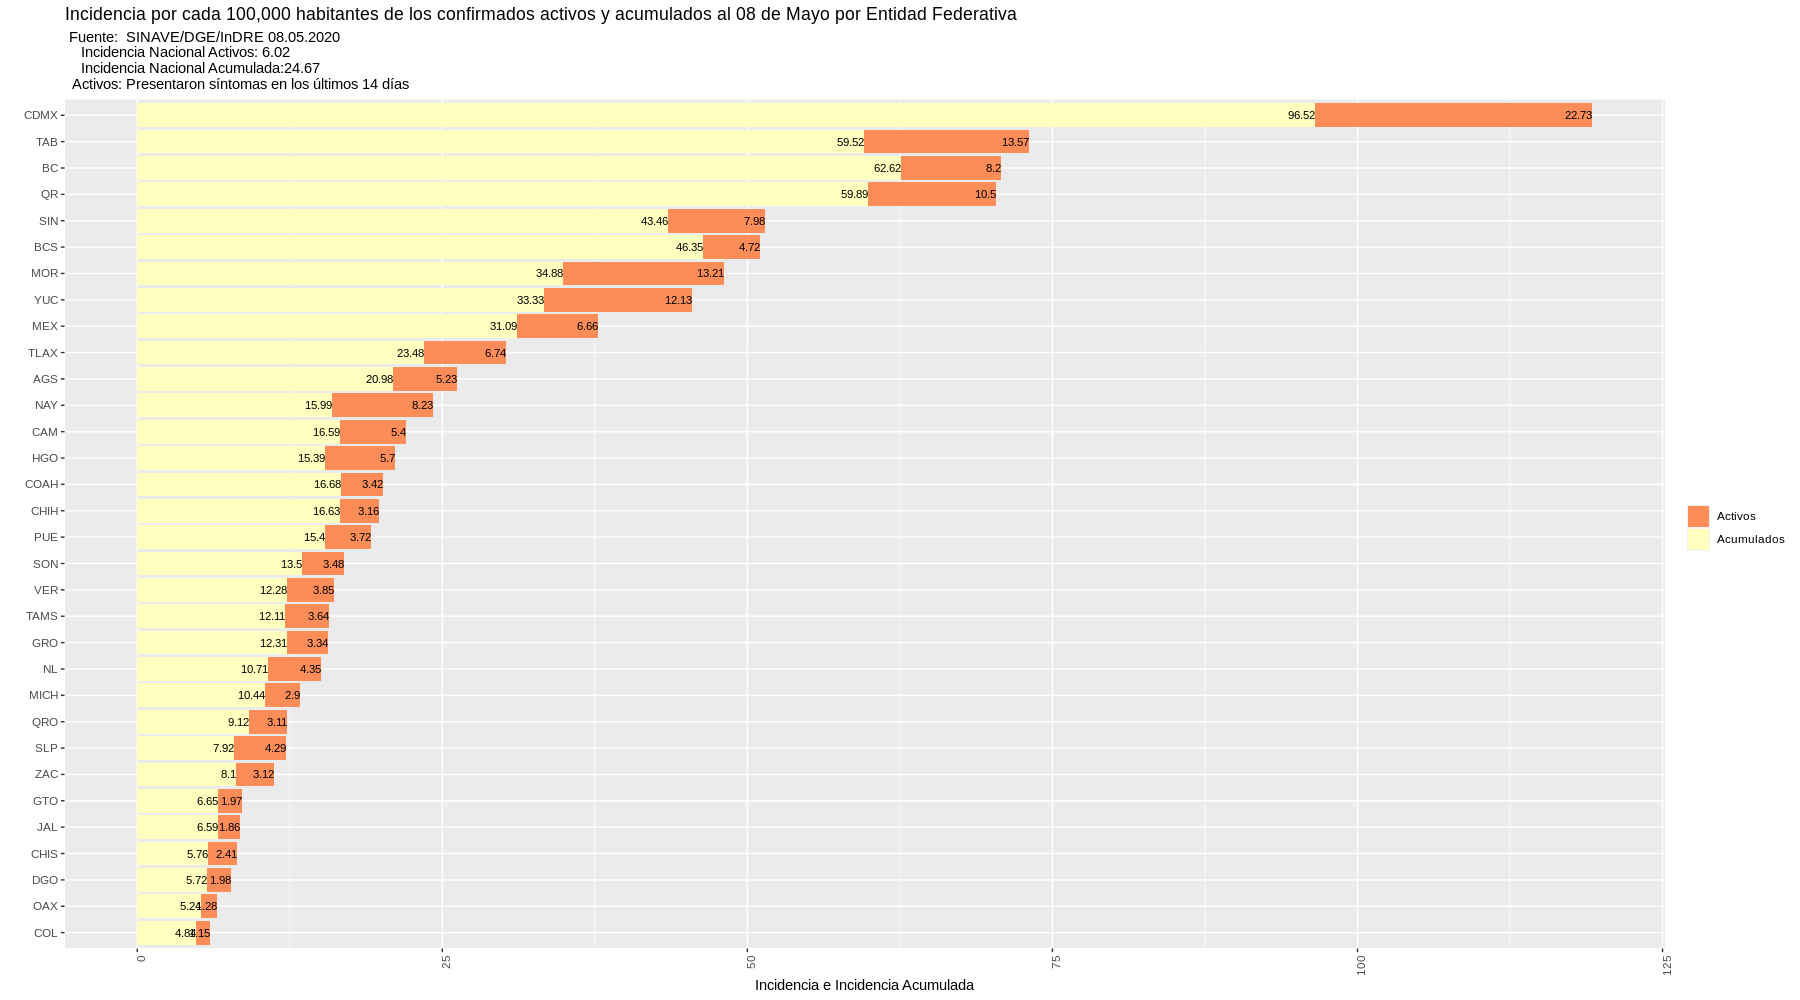 Incidencia por cada 100,000 habitantes de los confirmados activos y acumulados al 08 de Mayo por Entidad Federativa
Fuente:  SINAVE/DGE/InDRE 08.05.2020
Incidencia Nacional Activos: 6.02
Incidencia Nacional Acumulada:24.67
Activos: Presentaron síntomas en los últimos 14 días
CDMX 96.52 22.73
TAB 59.52 13.57
BC 62.62 8.2
QR 59.89 10.5
SIN 43.46 7.98
BCS 46.35 4.72
MOR 34.88 13.21
YUC 33.33 12.13
MEX 31.09 6.66
TLAX 23.48 6.74
AGS 20.98 5.23
NAY 15.99 8.23
CAM 16.59 5.4
HGO 15.39 5.7
COAH 16.68 3.42
CHIH 16.63 3.16
Activos
PUE 15.4 3.72
Acumulados
SON 13.5 3.48
VER 12.28 3.85
TAMS 12.11 3.64
GRO 12.31 3.34
NL 10.71 4.35
MICH 10.44 2.9
QRO 9.12 3.11
SLP 7.92 4.29
ZAC 8.1 3.12
GTO 6.65 1.97
JAL 6.59 1.86
CHIS 5.76 2.41
DGO 5.72 1.98
OAX 1.28
COL 1.15
0 25 50 75 100 125
Incidencia e Incidencia Acumulada